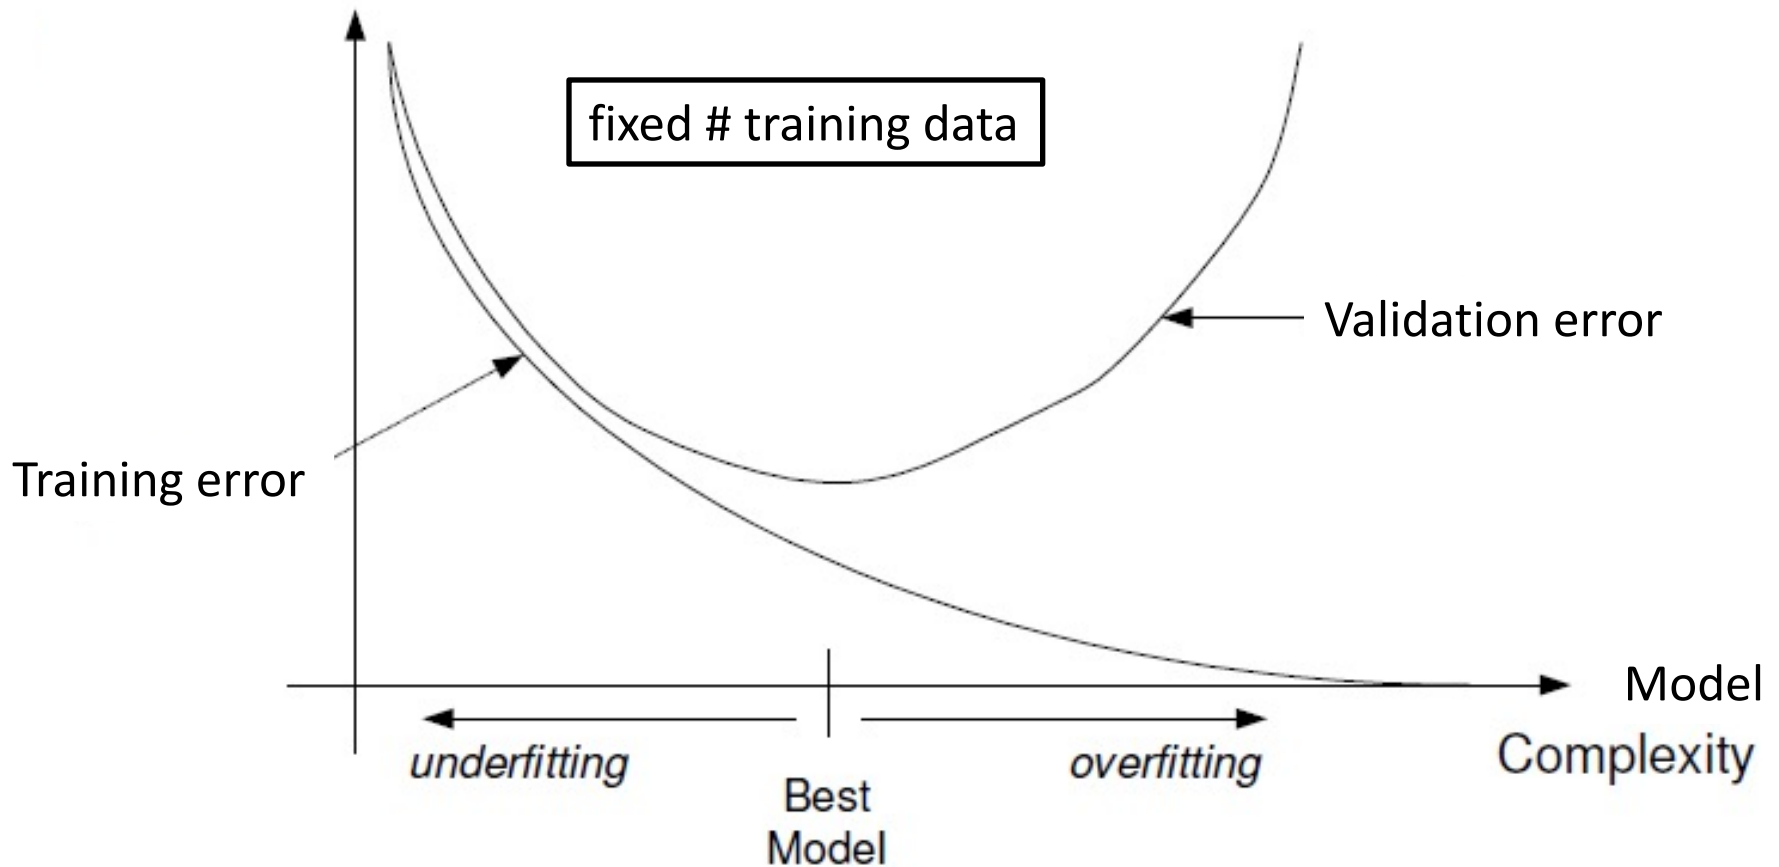 fixed # training data
Validation error
Training error
Model
Complexity
underfitting
overfitting
Best
Model